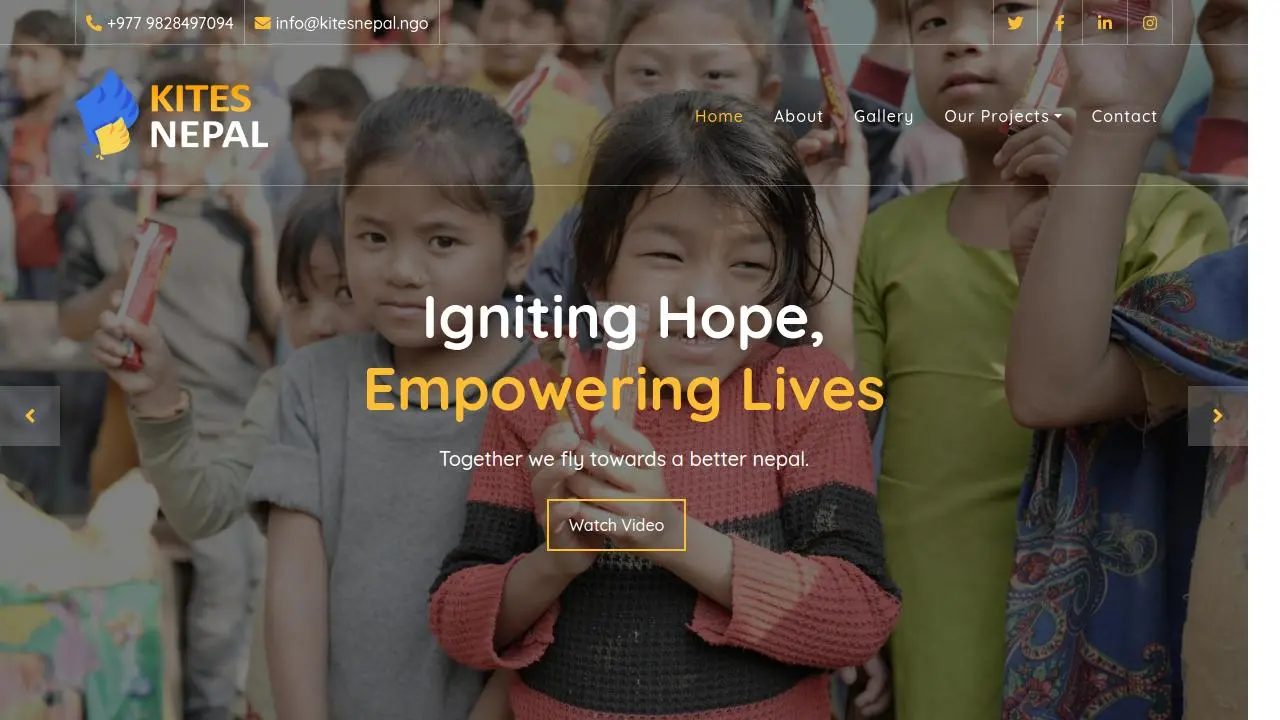 +977 9828497094
info@kitesnepal.ngo
KITES
NEPAL
Home
About
Gallery
Our Projects
Contact
Igniting Hope,
Empowering Lives
Together we fly towards a better nepal.
Watch Video